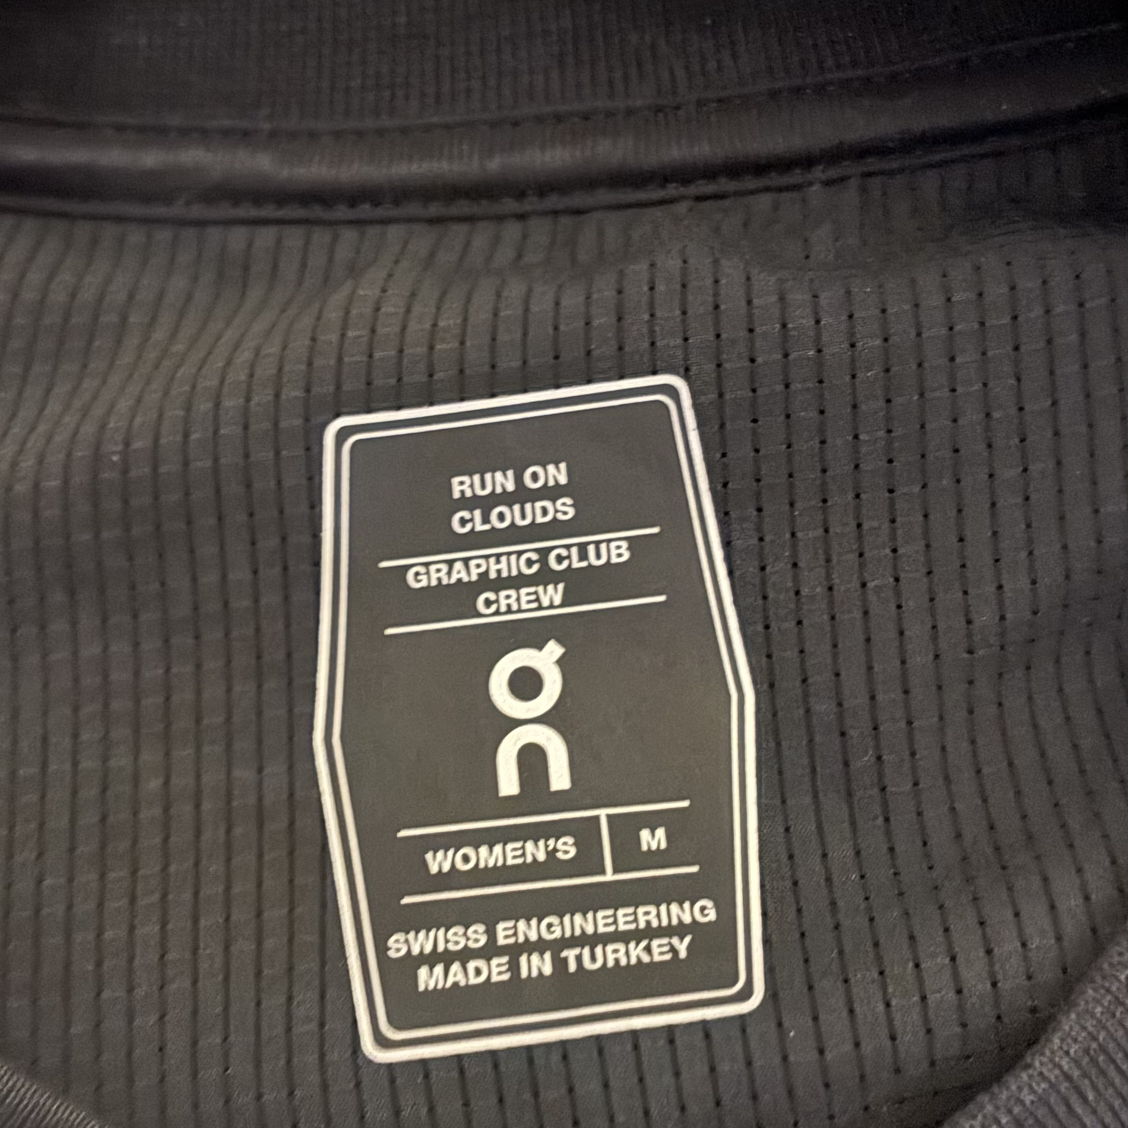 RUN ON
CLOUDS
GRAPHIC CLUB
CREW
On
WOMEN'S M
SWISS ENGINEERING
MADE IN TURKEY